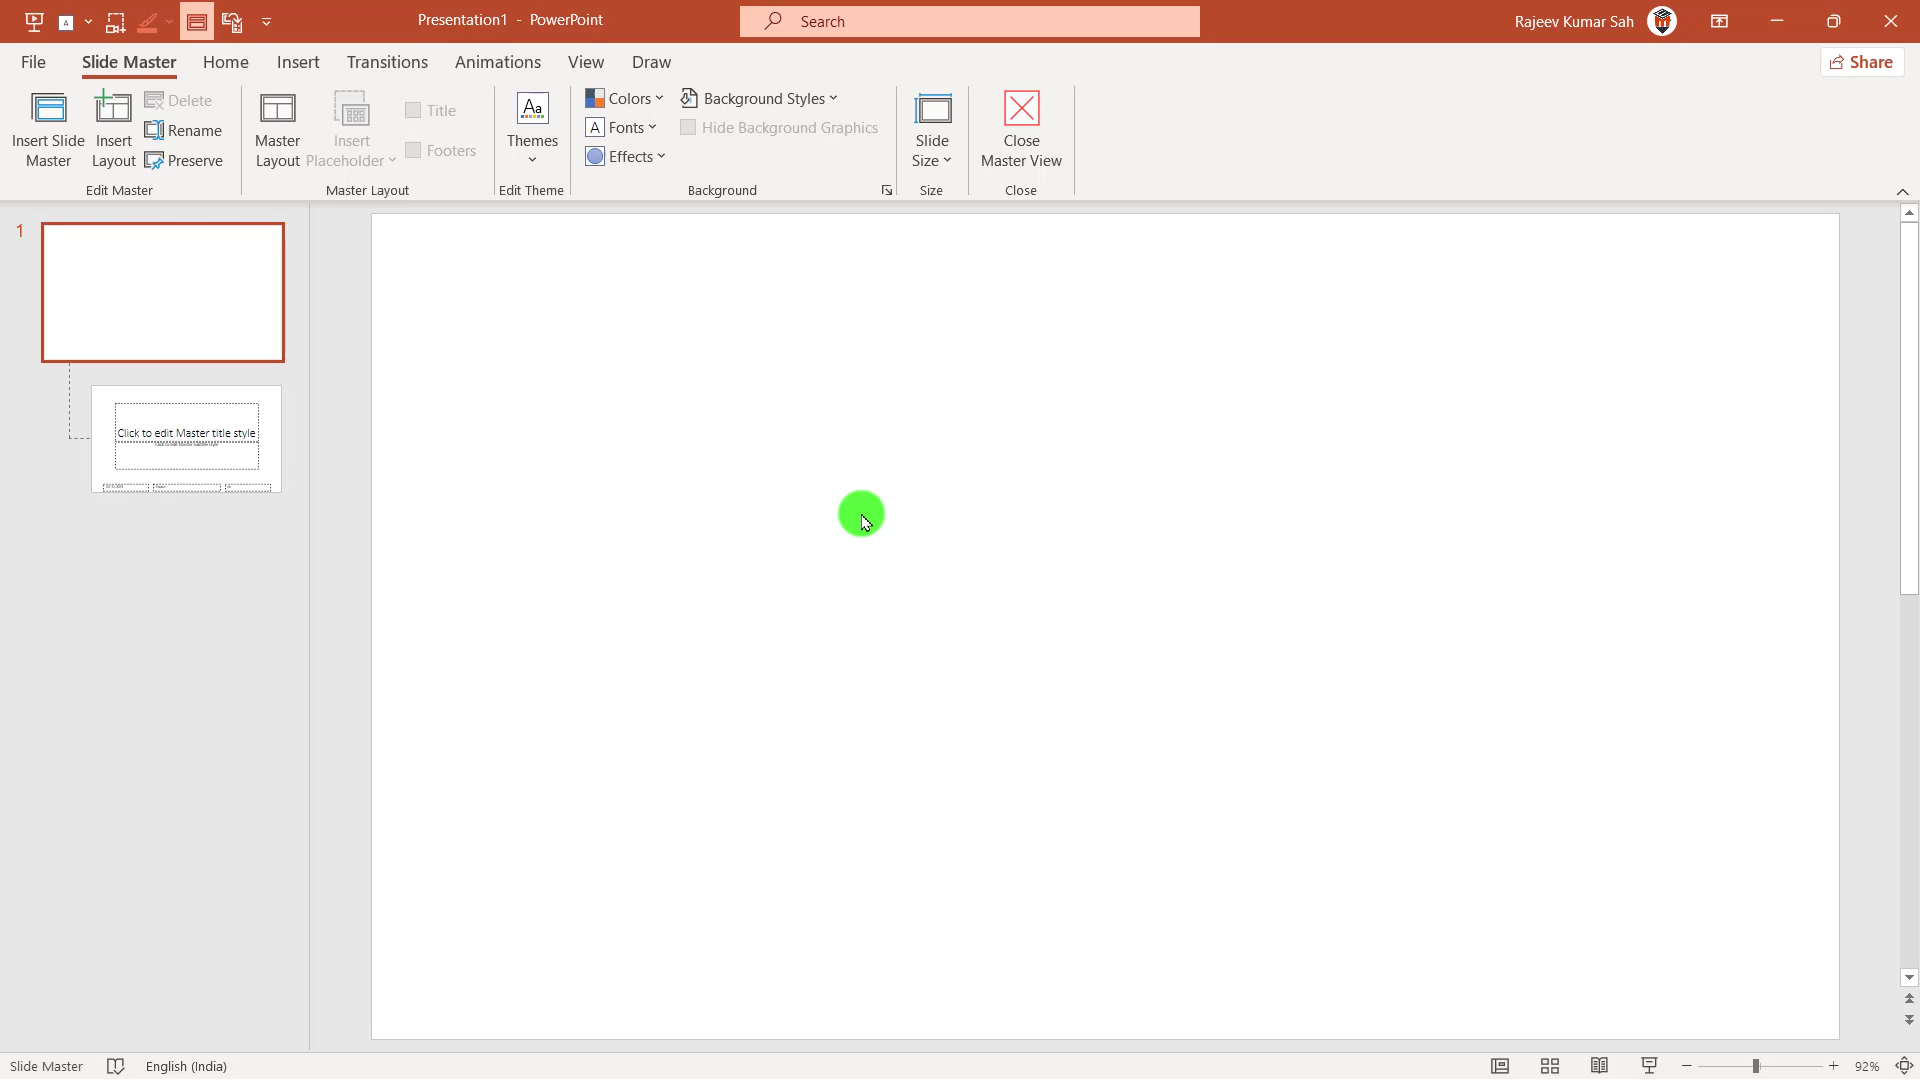 Presentation1 - PowerPoint
Search
Rajeev Kumar Sah
File
Slide Master
Home
Insert
Transitions
Animations
View
Draw
Share
Insert Slide Master
Insert Layout
Delete
Rename
Preserve
Edit Master
Master Layout
Insert Placeholder
Title
Footers
Master Layout
Aa
Themes
Edit Theme
Colors
A Fonts
Effects
Background Styles
Hide Background Graphics
Background
Slide Size
Size
Close Master View
Close
1
Click to edit Master title style
Slide Master
English (India)
92%